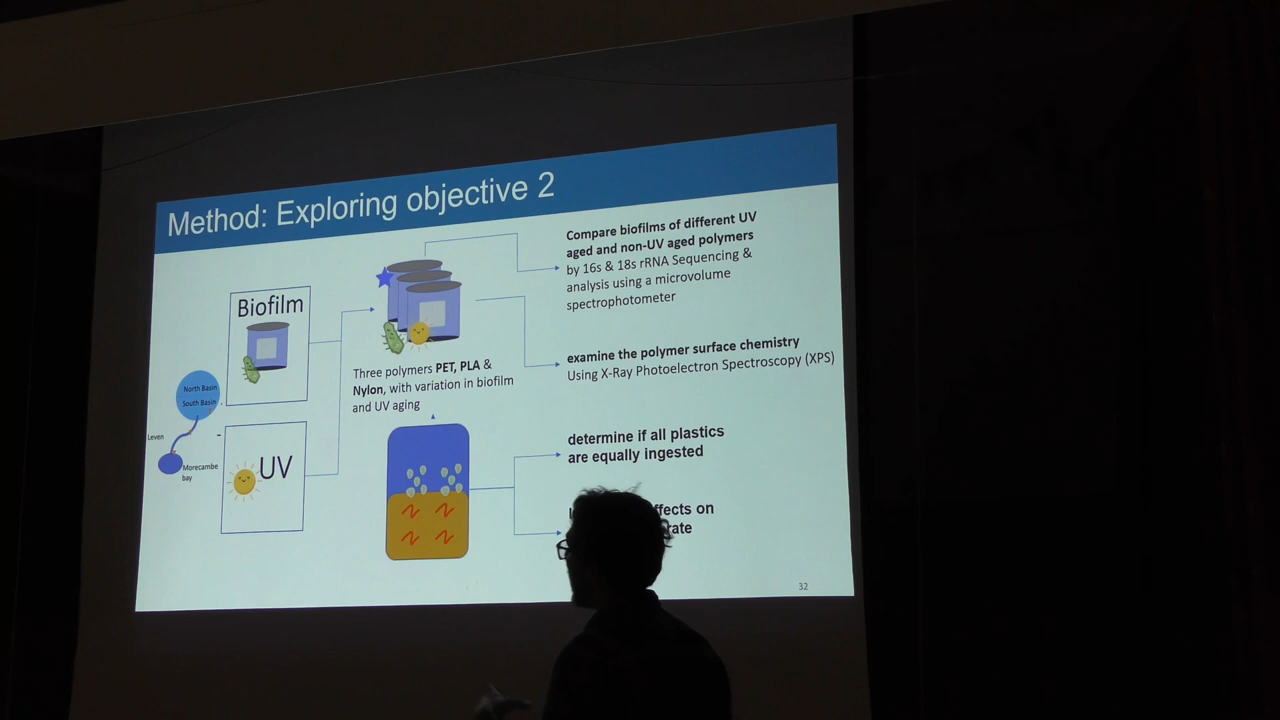 Method: Exploring objective 2
Biofilm
UV
North Basin
South Basin
Leven
Morecambe
bay
Three polymers PET, PLA &
Nylon, with variation in biofilm
and UV aging
Compare biofilms of different UV
aged and non-UV aged polymers
by 16s & 18s rRNA Sequencing &
analysis using a microvolume
spectrophotometer
examine the polymer surface chemistry
Using X-Ray Photoelectron Spectroscopy (XPS)
determine if all plastics
are equally ingested
on
32